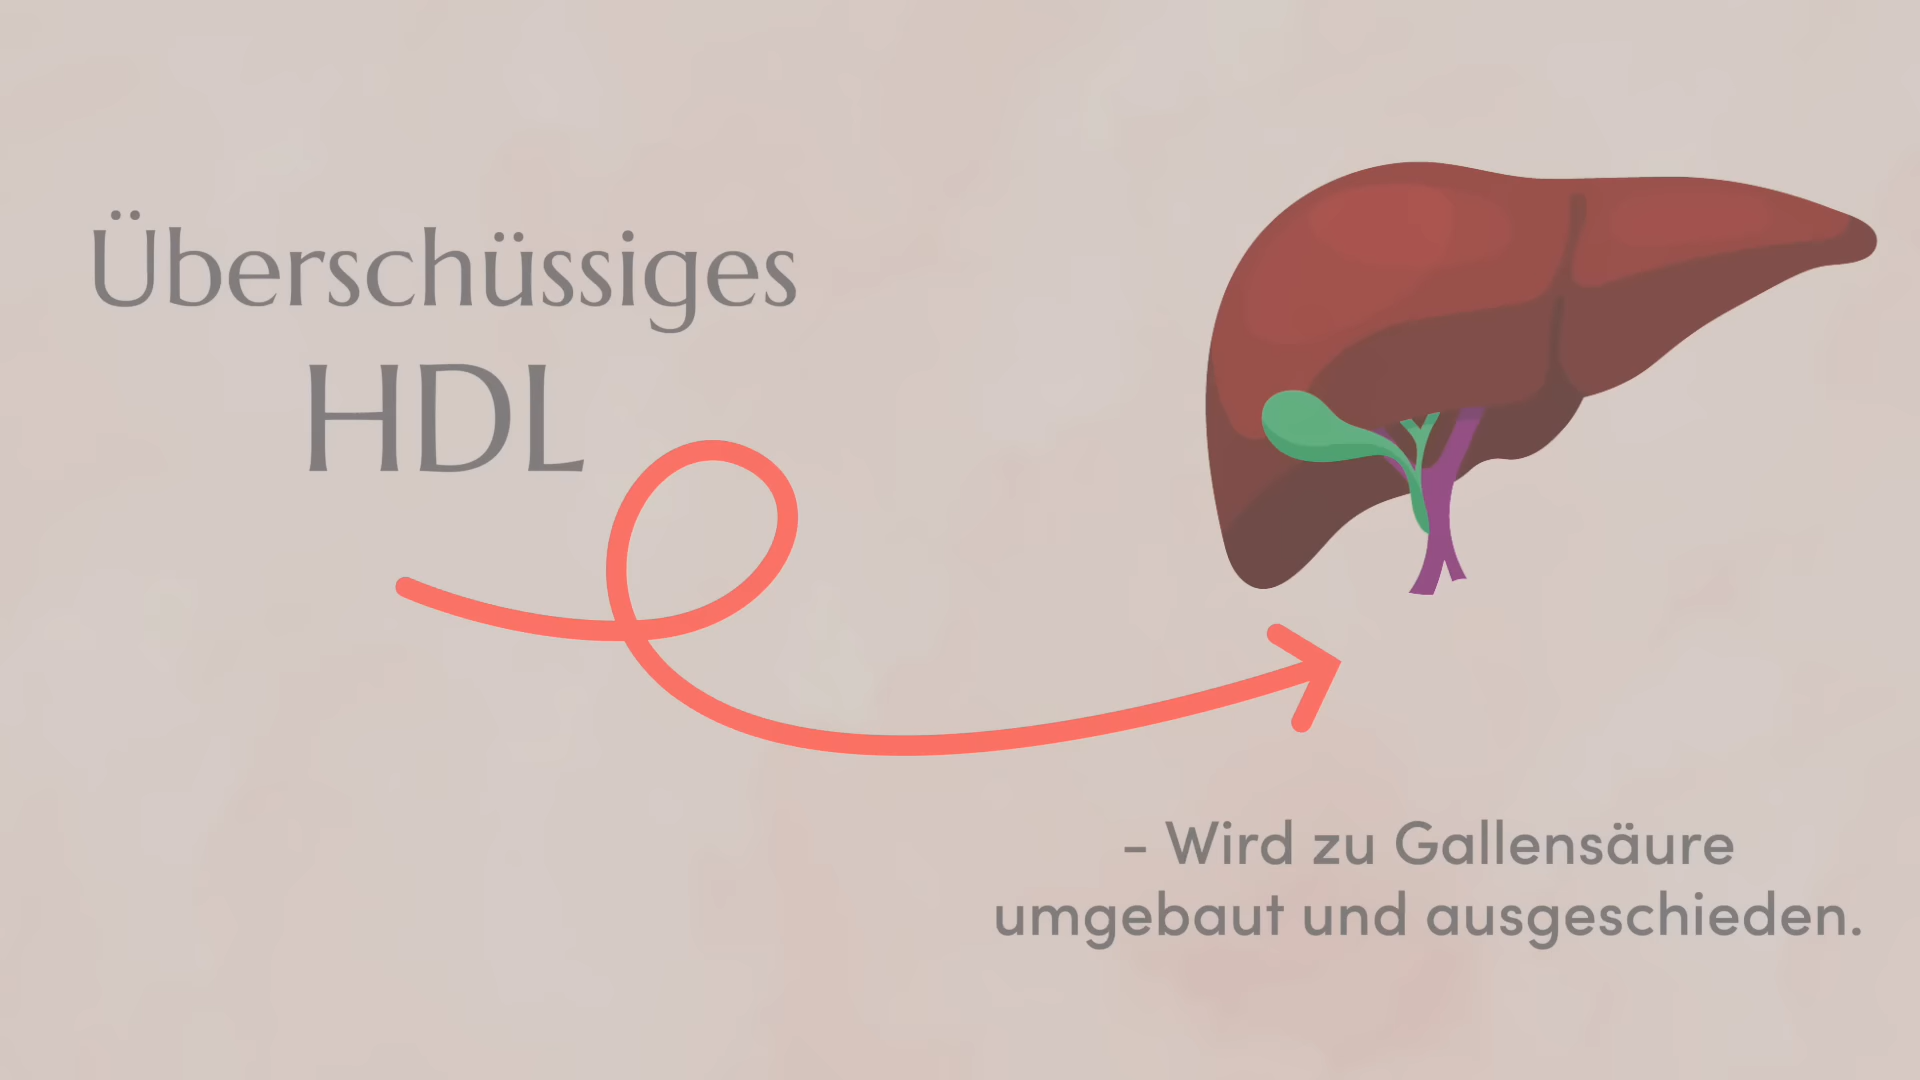 Überschüssiges
HDL
- Wird zu Gallensäure
umgebaut und ausgeschieden.